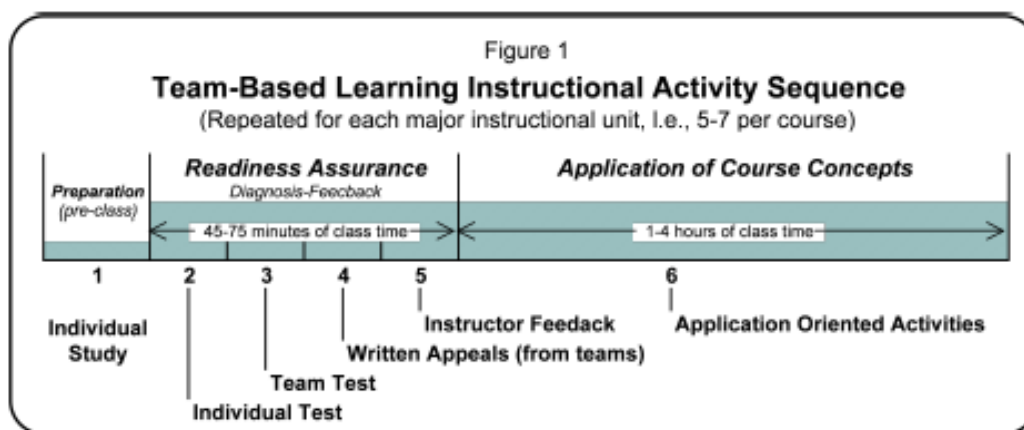 Figure 1
Team-Based Learning Instructional Activity Sequence
(Repeated for each major instructional unit, I.e., 5-7 per course)
Preparation
(pre-class)
Readiness Assurance
Diagnosis-Feecback
Application of Course Concepts
45-75 minutes of class time
1-4 hours of class time
1
2
3
4
5
6
Individual
Study
Instructor Feedack
Application Oriented Activities
Written Appeals (from teams)
Team Test
Individual Test